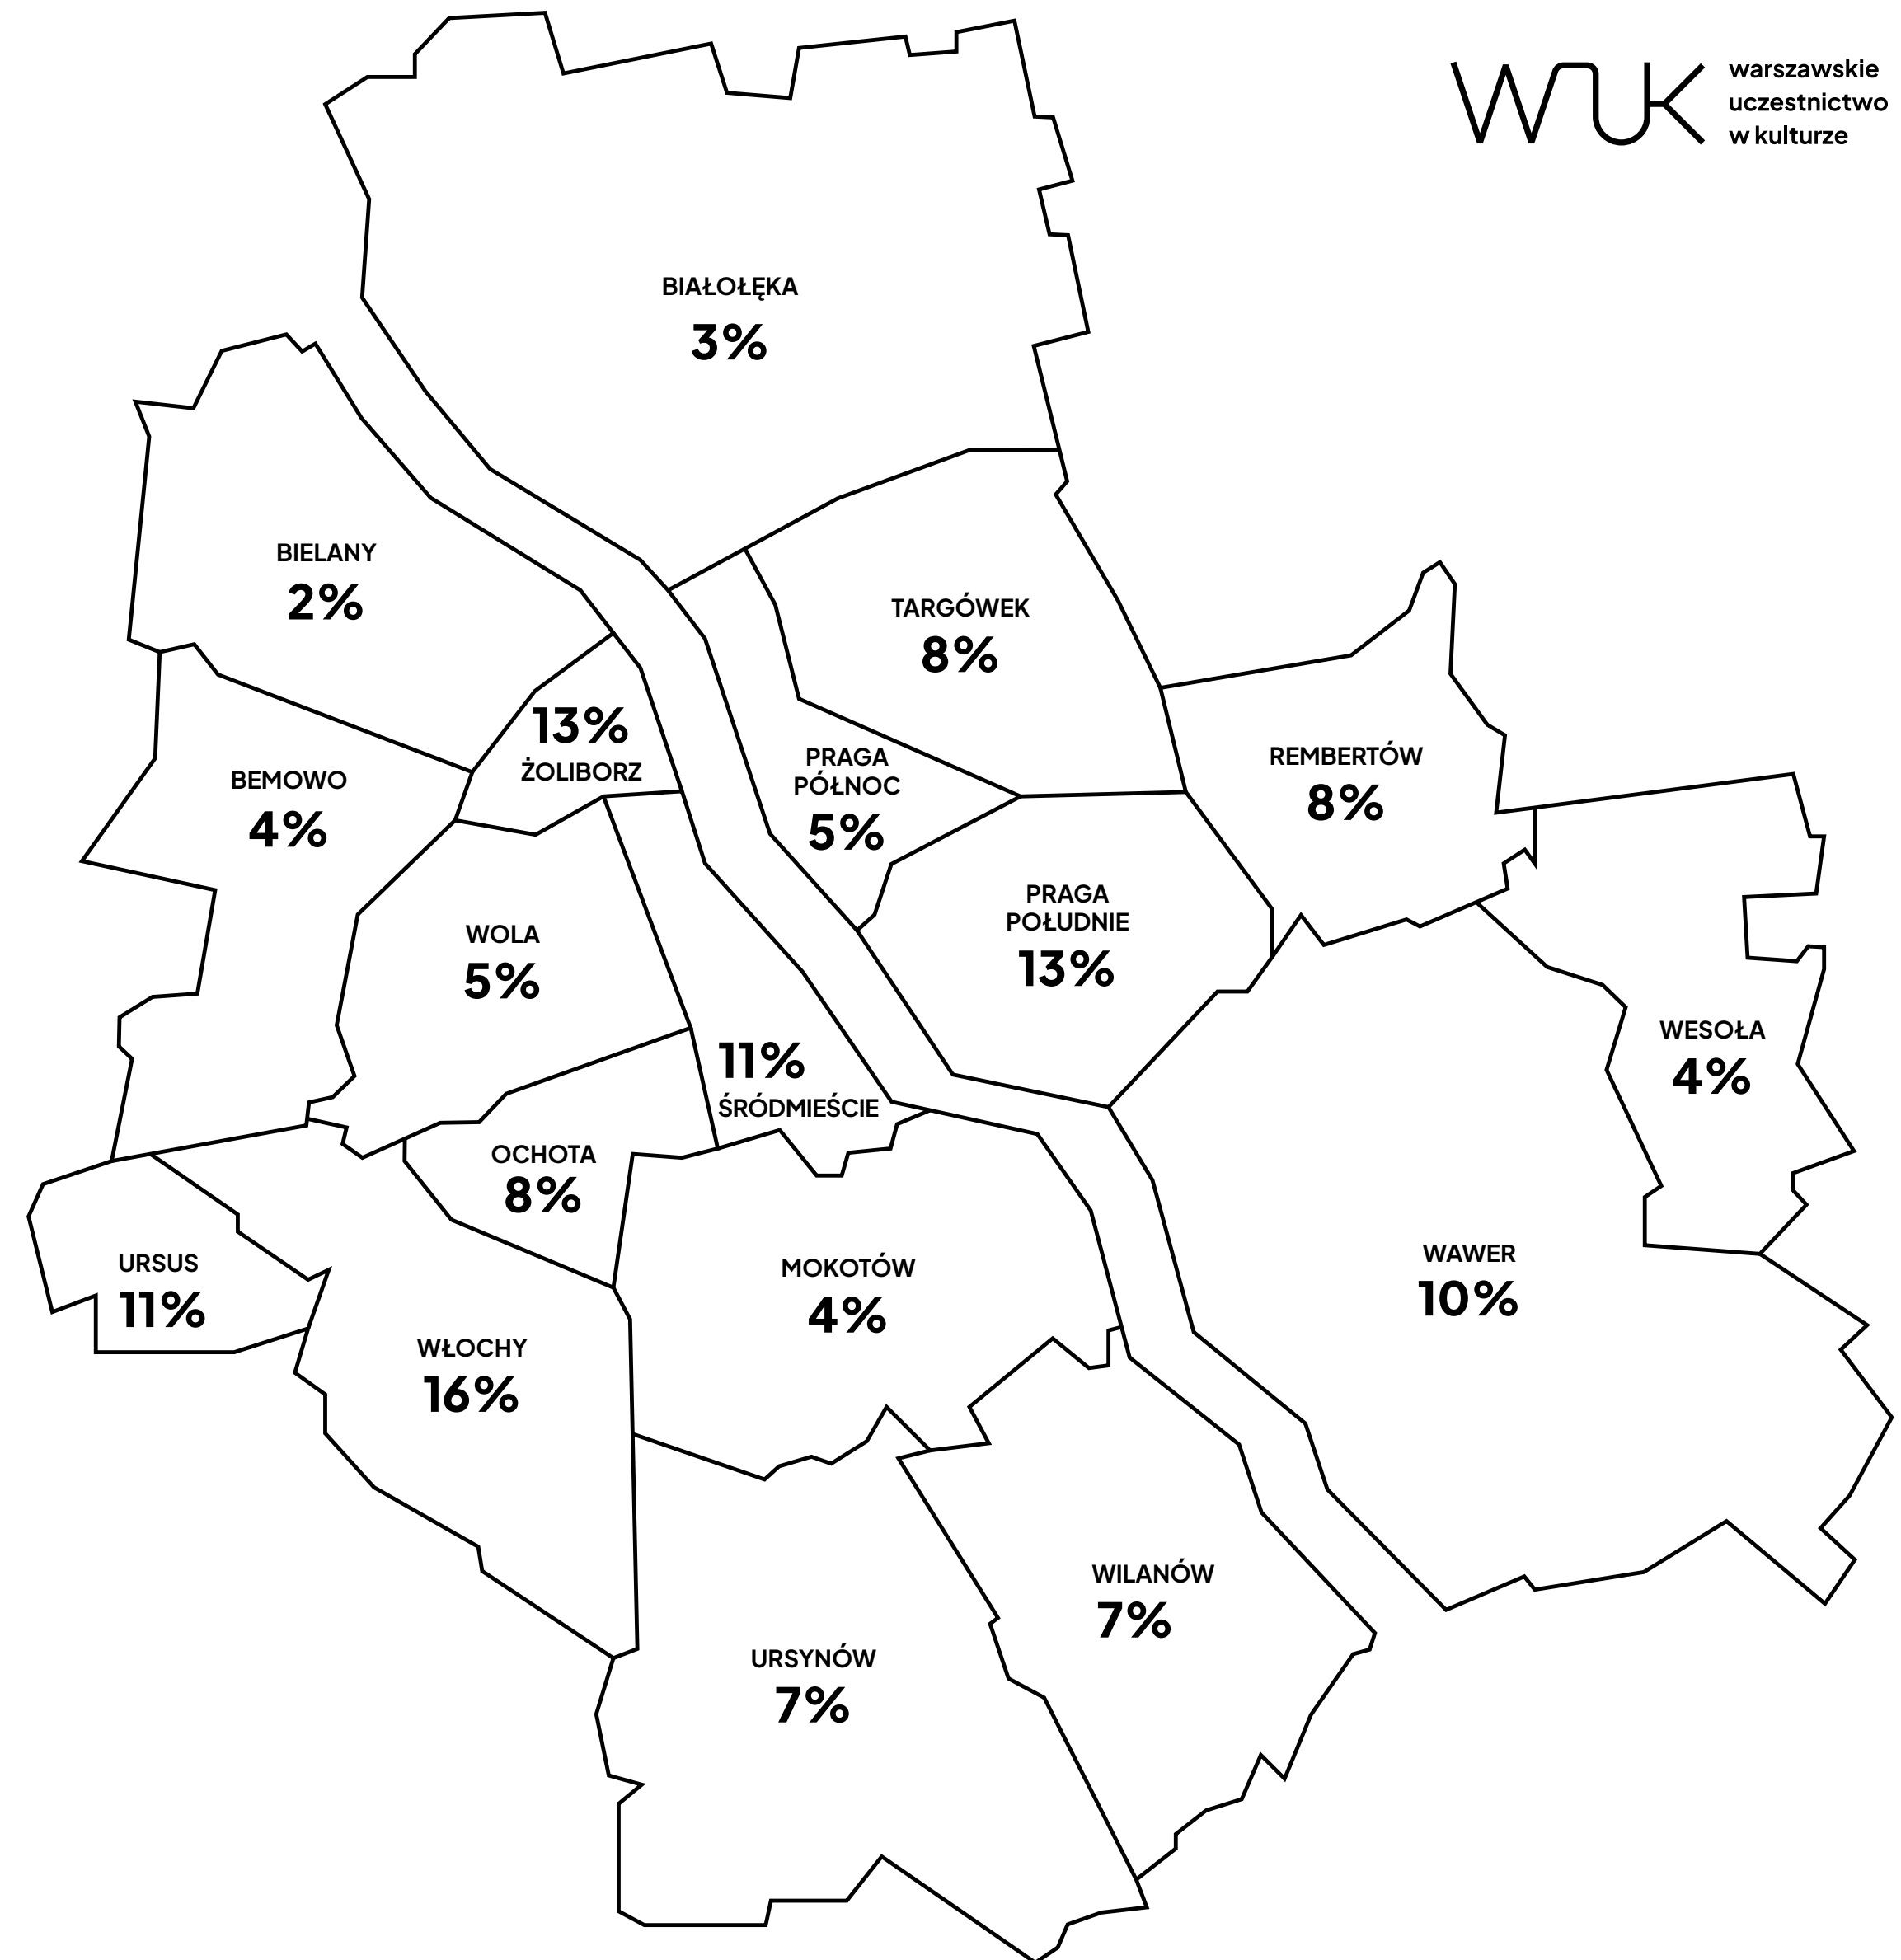 WUK
warszawskie
uczestnictwo
w kulturze
BIAŁOŁĘKA
3%
BIELANY
2%
TARGÓWEK
8%
13%
ŻOLIBORZ
PRAGA
PÓŁNOC
5%
REMBERTÓW
8%
BEMOWO
4%
PRAGA
POŁUDNIE
13%
WOLA
5%
WESOŁA
4%
11%
ŚRÓDMIEŚCIE
OCHOTA
8%
URSUS
11%
MOKOTÓW
4%
WAWER
10%
WŁOCHY
16%
WILANÓW
7%
URSYNÓW
7%